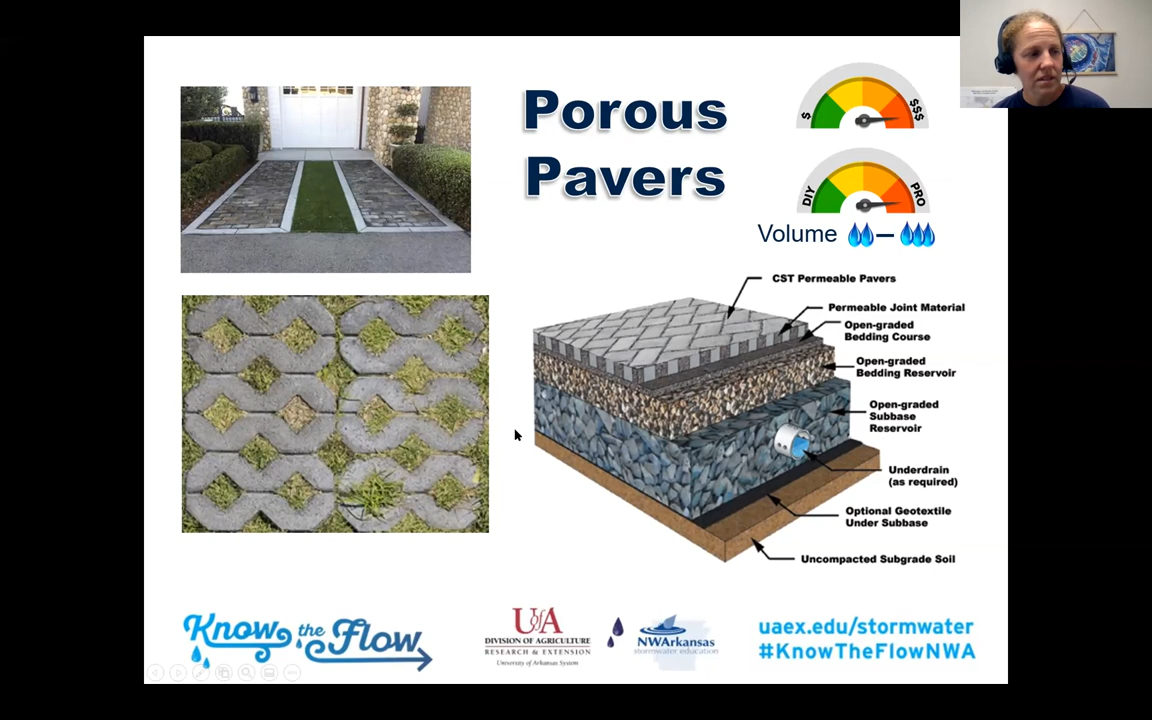 Porous
Pavers
$
$$$
DIY
PRO
Volume
CST Permeable Pavers
Permeable Joint Material
Open-graded
Bedding Course
Open-graded
Bedding Reservoir
Open-graded
Subbase
Reservoir
Underdrain
(as required)
Optional Geotextile
Under Subbase
Uncompacted Subgrade Soil
Know the Flow
UofA
DIVISION OF AGRICULTURE
RESEARCH & EXTENSION
University of Arkansas System
NWArkansas
stormwater education
uaex.edu/stormwater
#KnowTheFlowNWA